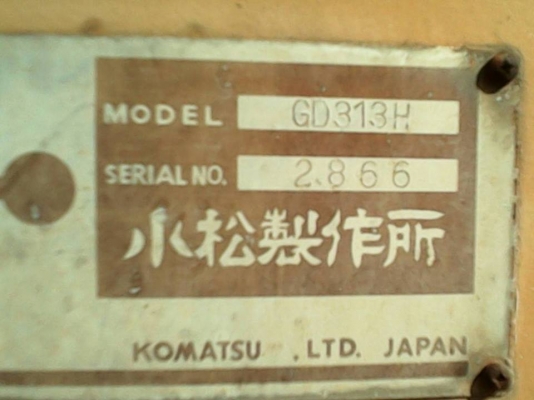 MODEL GD313H
SERIAL NO. 2866
小松製作所
KOMATSU , LTD. JAPAN